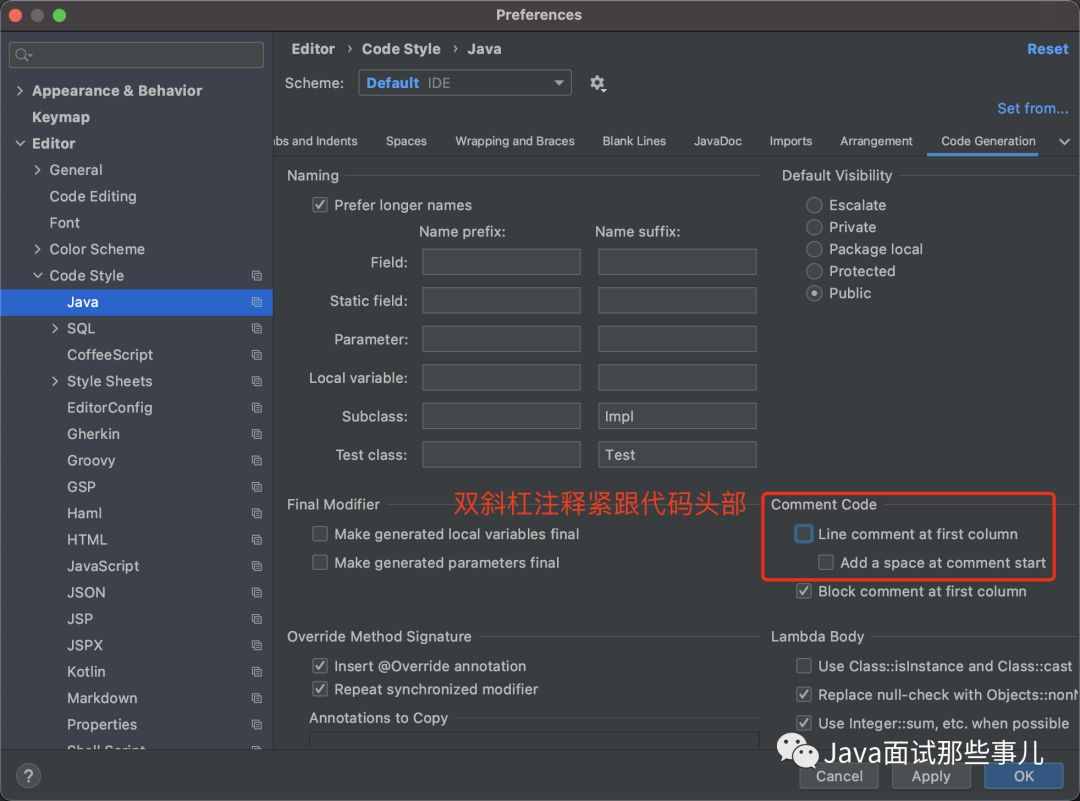 Preferences
Editor › Code Style › Java
Reset
Scheme: Default IDE
Set from...
Appearance & Behavior
Keymap
Editor
General
Code Editing
Font
Color Scheme
Code Style
Java
SQL
CoffeeScript
Style Sheets
EditorConfig
Gherkin
Groovy
GSP
Haml
HTML
JavaScript
JSON
JSP
JSPX
Kotlin
Markdown
Properties
Shell Script
bs and Indents Spaces Wrapping and Braces Blank Lines JavaDoc Imports Arrangement Code Generation
Naming
Prefer longer names
Name prefix: Name suffix:
Field:
Static field:
Parameter:
Local variable:
Subclass: Impl
Test class: Test
Default Visibility
Escalate
Private
Package local
Protected
Public
Final Modifier
Make generated local variables final
Make generated parameters final
双斜杠注释紧跟代码头部
Comment Code
Line comment at first column
Add a space at comment start
Block comment at first column
Override Method Signature
Insert @Override annotation
Repeat synchronized modifier
Annotations to Copy
Lambda Body
Use Class::isInstance and Class::cast
Replace null-check with Objects::nonN
Use Integer::sum, etc. when possible
Java面试那些事儿
?
Cancel Apply OK